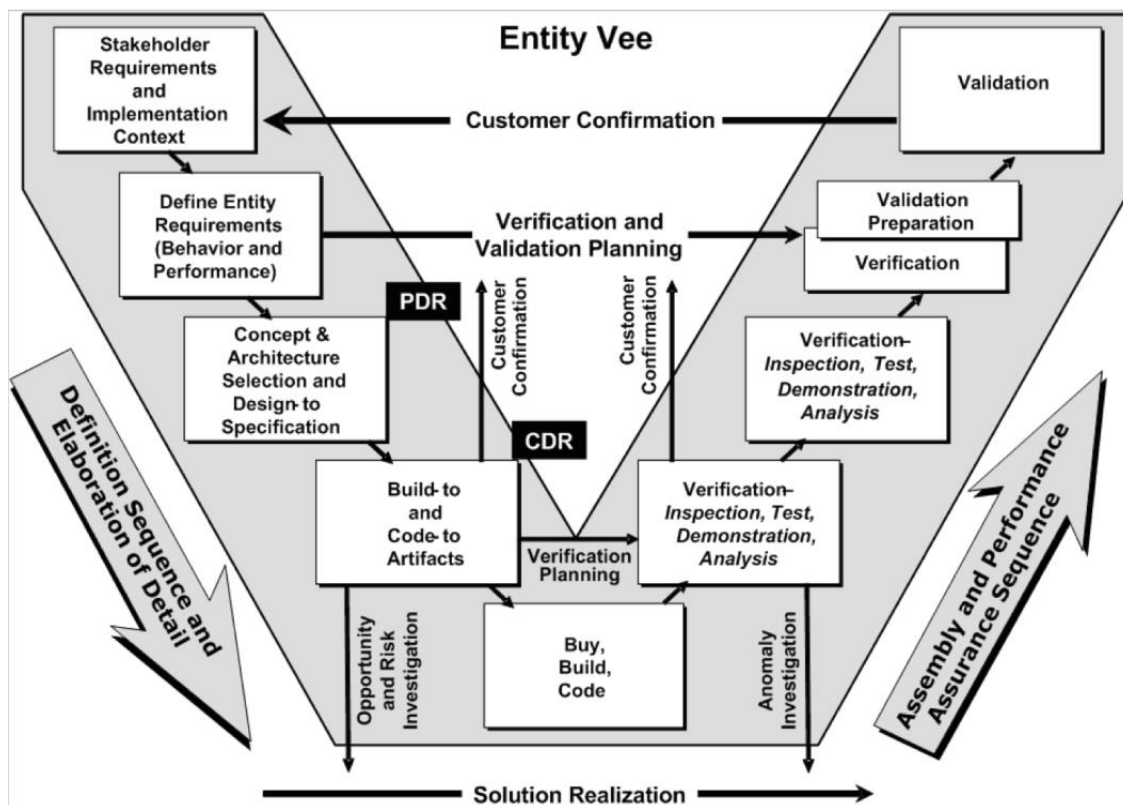 Entity Vee
Stakeholder
Requirements
and
Implementation
Context
Validation
Customer Confirmation
Define Entity
Requirements
(Behavior and
Performance)
Verification and
Validation Planning
Validation
Preparation
Verification
PDR
Concept &
Architecture
Selection and
Design-to
Specification
Customer
Confirmation
Customer
Confirmation
Verification–
Inspection, Test,
Demonstration,
Analysis
CDR
Build-to
and
Code-to
Artifacts
Verification
Planning
Verification–
Inspection, Test,
Demonstration,
Analysis
Buy,
Build,
Code
Opportunity
and Risk
Investigation
Anomaly
Investigation
Definition Sequence and
Elaboration of Detail
Assembly and Performance
Assurance Sequence
Solution Realization